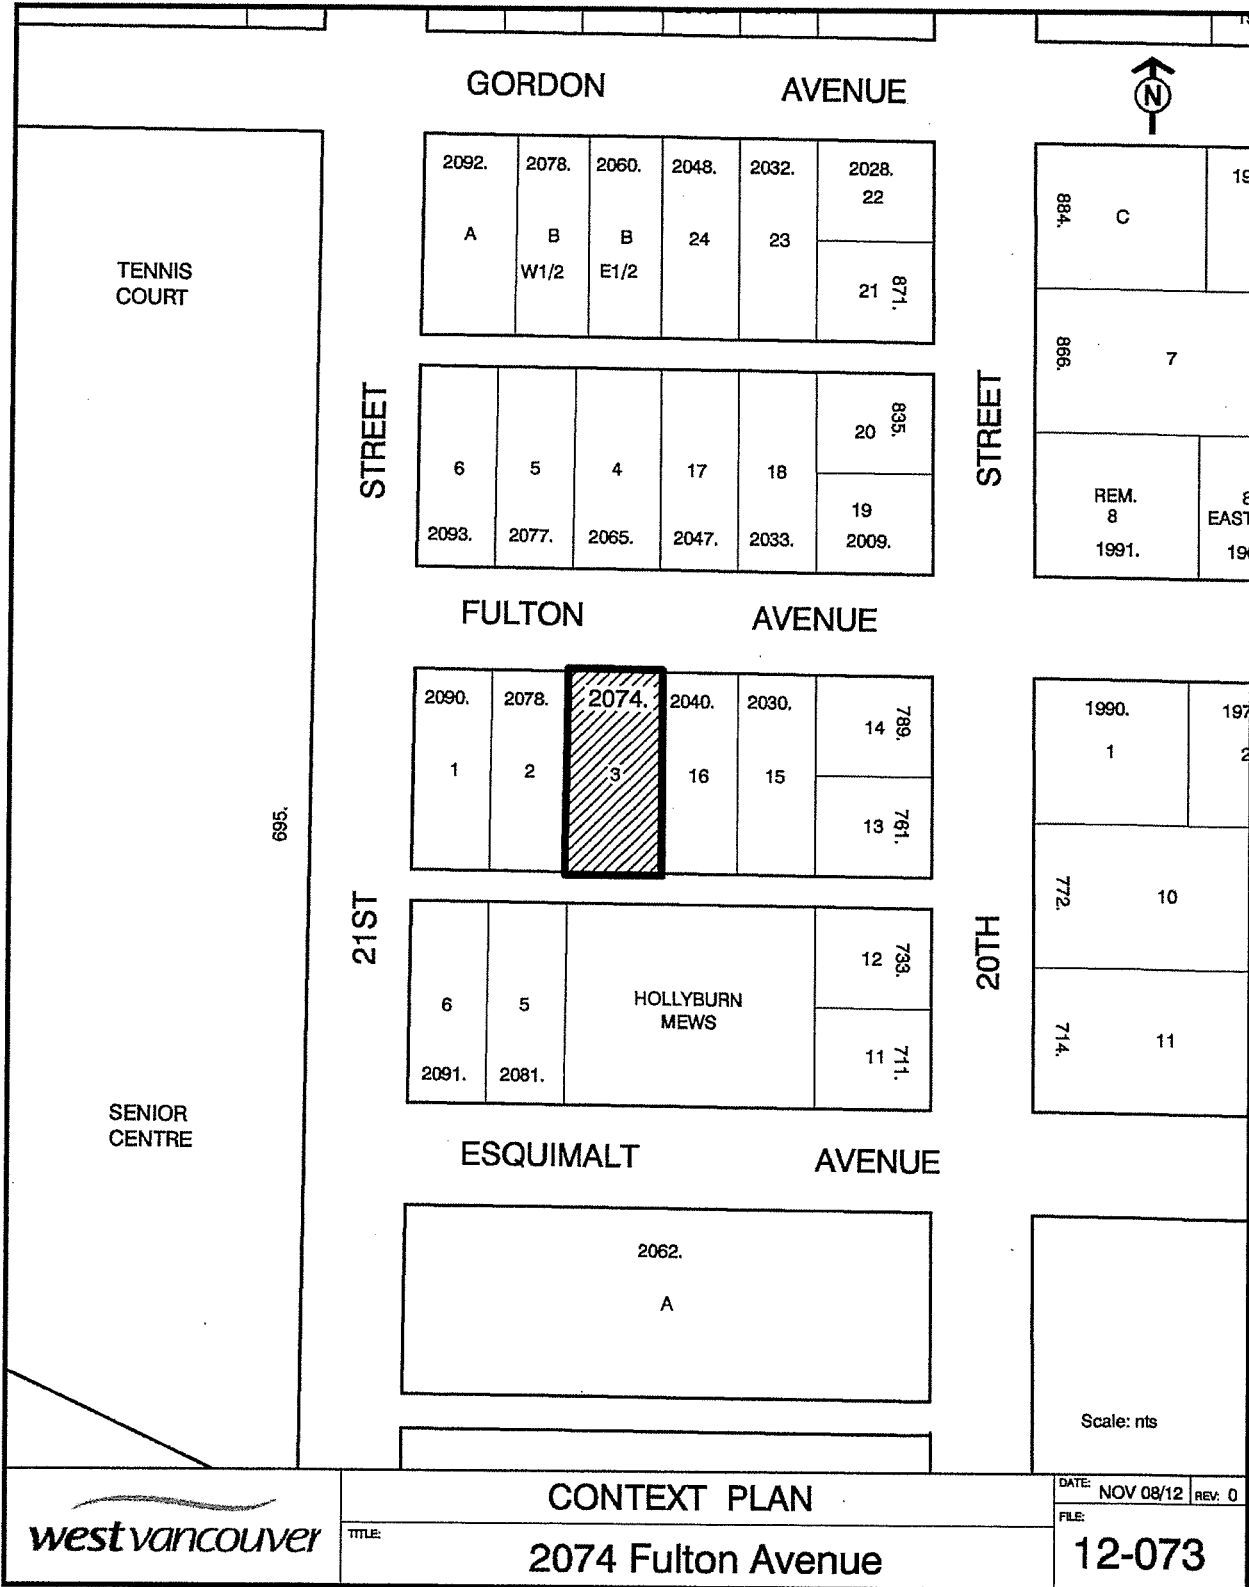 GORDON AVENUE
N
2092.
2078.
2060.
2048.
2032.
2028.
22
A
B
W1/2
B
E1/2
24
23
21
871.
884.
C
TENNIS
COURT
866.
7
STREET
STREET
6
5
4
17
18
20
835.
19
2093.
2077.
2065.
2047.
2033.
2009.
REM.
8
1991.
EAST
FULTON AVENUE
2090.
2078.
2074.
2040.
2030.
14
789.
1
2
3
16
15
13
761.
1990.
1
695.
772.
10
21ST
20TH
6
5
HOLLYBURN
MEWS
12
733.
11
711.
2091.
2081.
714.
11
SENIOR
CENTRE
ESQUIMALT AVENUE
2062.
A
Scale: nts
westvancouver
CONTEXT PLAN
TITLE:
2074 Fulton Avenue
DATE: NOV 08/12 REV: 0
FILE:
12-073